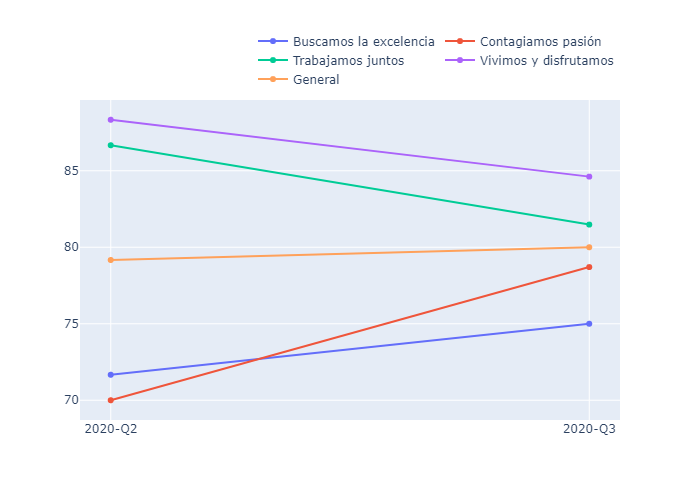 Buscamos la excelencia Contagiamos pasión
Trabajamos juntos Vivimos y disfrutamos
General
85
80
75
70
2020-Q2 2020-Q3